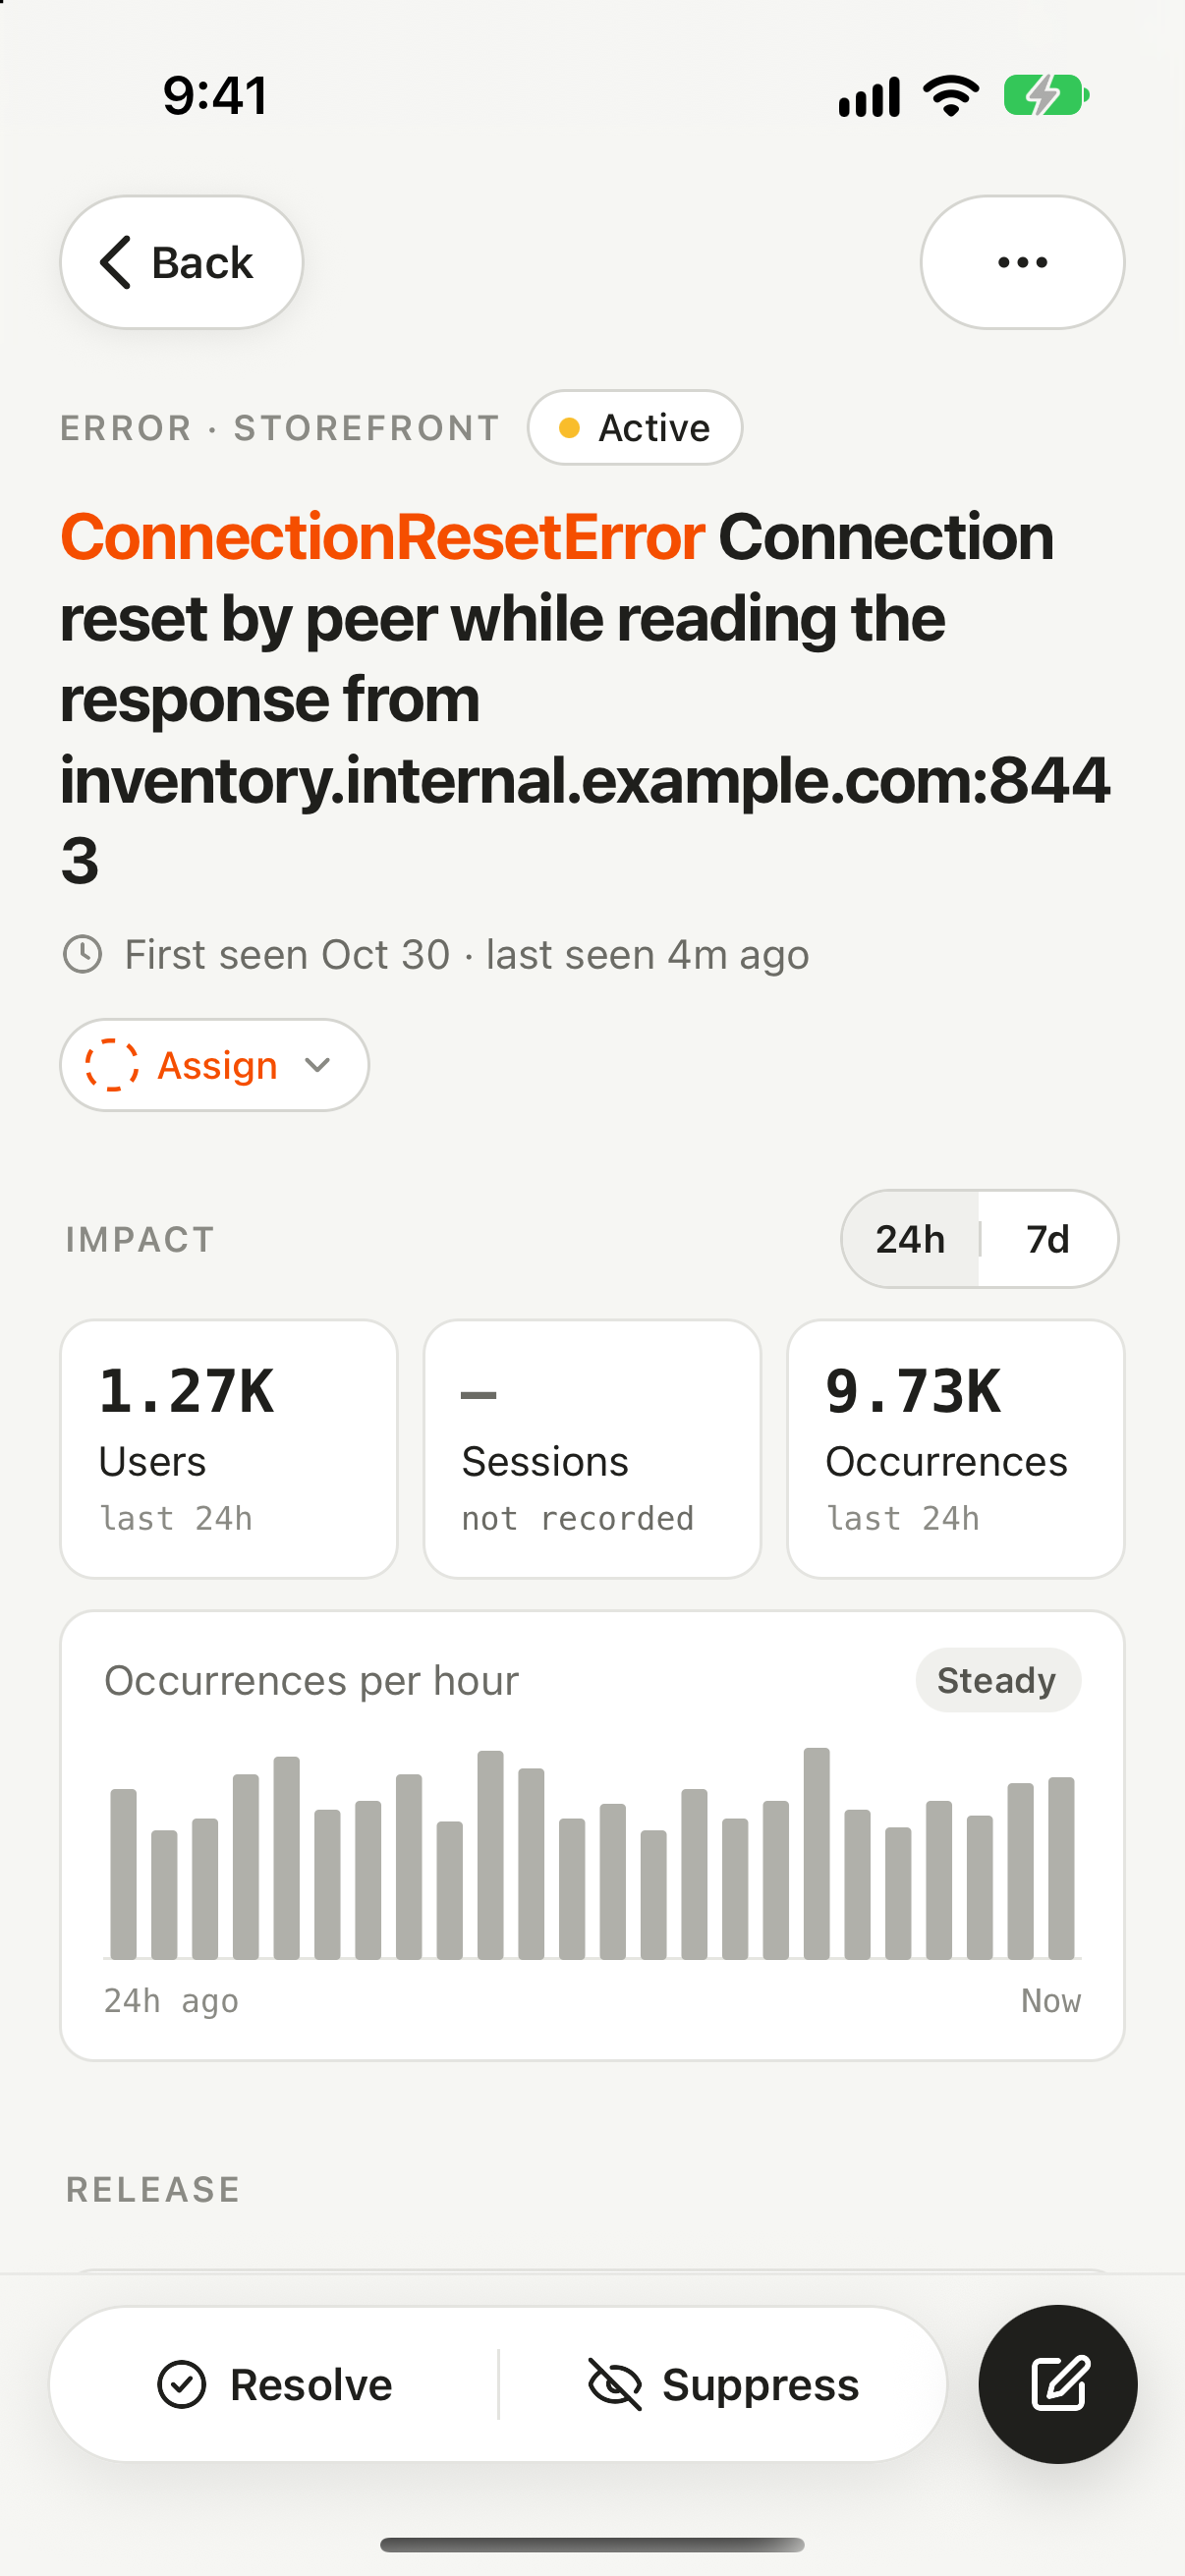 9:41
Back
ERROR · STOREFRONT
Active
ConnectionResetError Connection
reset by peer while reading the
response from
inventory.internal.example.com:844
3
First seen Oct 30 · last seen 4m ago
Assign
IMPACT
24h
7d
1.27K
Users
last 24h
–
Sessions
not recorded
9.73K
Occurrences
last 24h
Occurrences per hour
Steady
24h ago
Now
RELEASE
Resolve
Suppress